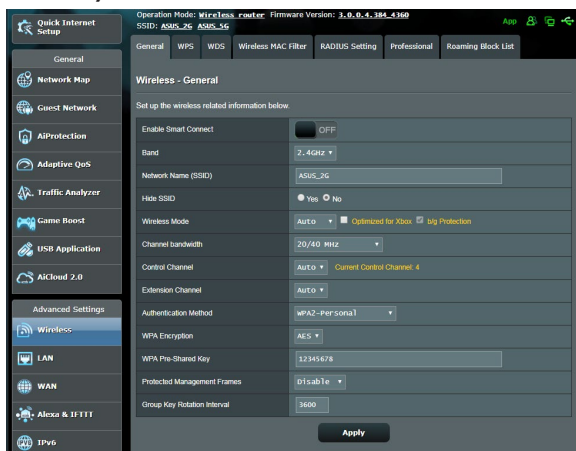 Quick Internet
Setup
Operation Mode: Wireless router Firmware Version: 3.0.0.4.384_4360
SSID: ASUS_2G ASUS_5G
App
General
Network Map
Guest Network
AiProtection
Adaptive QoS
Traffic Analyzer
Game Boost
USB Application
AiCloud 2.0
Advanced Settings
Wireless
LAN
WAN
Alexa & IFTTT
IPv6
General WPS WDS Wireless MAC Filter RADIUS Setting Professional Roaming Block List
Wireless - General
Set up the wireless related information below.
Enable Smart Connect OFF
Band 2.4GHz
Network Name (SSID) ASUS_2G
Hide SSID Yes No
Wireless Mode Auto Optimized for Xbox b/g Protection
Channel bandwidth 20/40 MHz
Control Channel Auto Current Control Channel: 4
Extension Channel Auto
Authentication Method WPA2-Personal
WPA Encryption AES
WPA Pre-Shared Key 12345678
Protected Management Frames Disable
Group Key Rotation Interval 3600
Apply